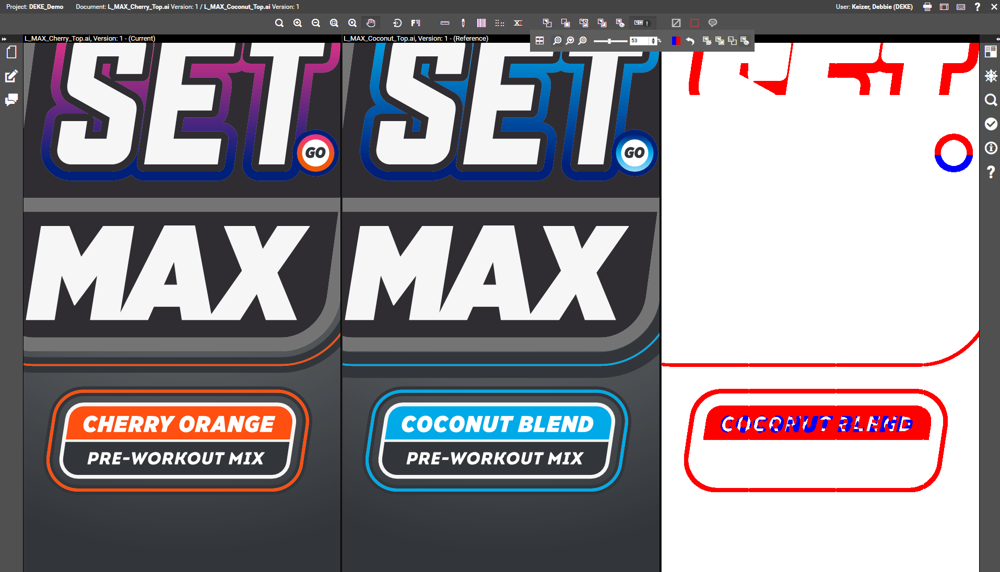 Project: DEKE_Demo Document: L_MAX_Cherry_Top.ai Version: 1 / L_MAX_Coconut_Top.ai Version: 1 User: Keizer, Debbie (DEKE)
53 %
L_MAX_Cherry_Top.ai, Version: 1 - (Current)
L_MAX_Coconut_Top.ai, Version: 1 - (Reference)
SET
GO
MAX
CHERRY ORANGE
PRE-WORKOUT MIX
SET
GO
MAX
COCONUT BLEND
PRE-WORKOUT MIX
COCONUT BLEND